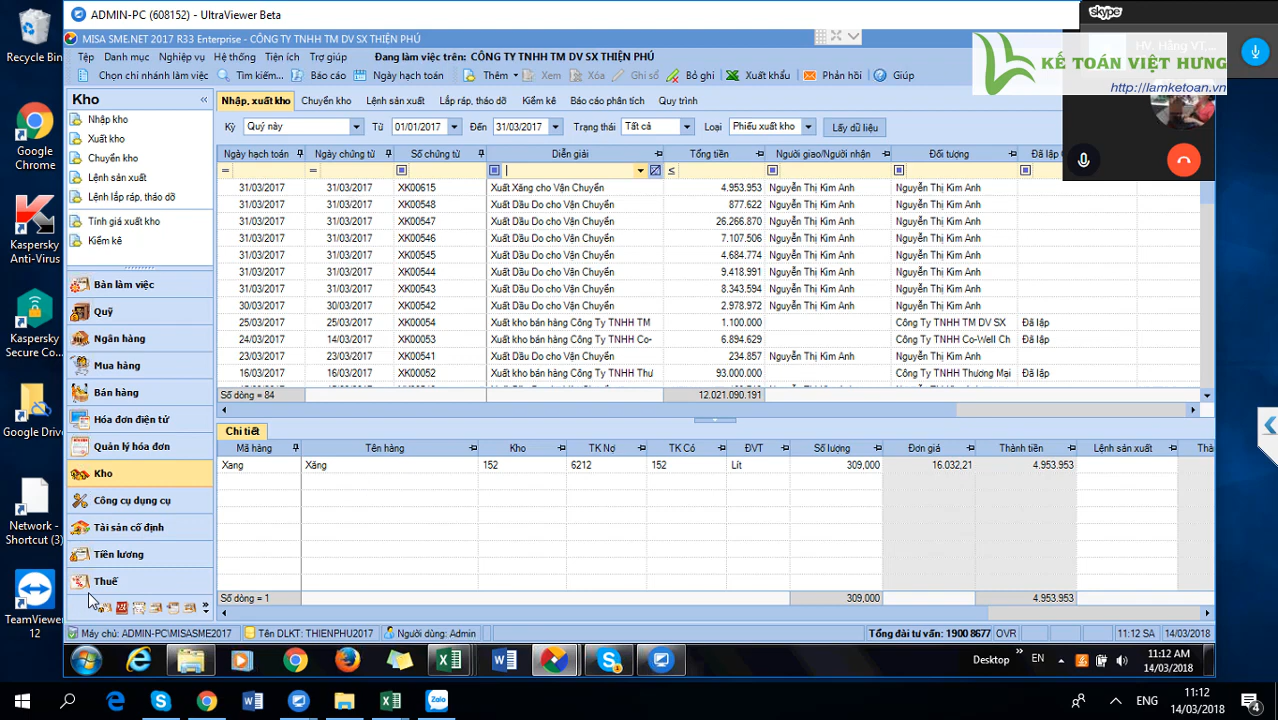 ADMIN-PC (608152) - UltraViewer Beta
skype
MISA SME.NET 2017 R33 Enterprise - CÔNG TY TNHH TM DV SX THIỆN PHÚ
HV. Hằng VT...
KẾ TOÁN VIỆT HƯNG
http://lamketoan.vn
Tệp Danh mục Nghiệp vụ Hệ thống Tiện ích Trợ giúp Đang làm việc trên: CÔNG TY TNHH TM DV SX THIỆN PHÚ
Chọn chi nhánh làm việc Tìm kiếm... Báo cáo Ngày hạch toán Thêm Xem Xóa Ghi sổ Bỏ ghi Xuất khẩu Phản hồi Giúp
Kho «
Nhập kho
Xuất kho
Chuyển kho
Lệnh sản xuất
Lệnh lắp ráp, tháo dỡ
Tính giá xuất kho
Kiểm kê
Bàn làm việc
Quỹ
Ngân hàng
Mua hàng
Bán hàng
Hóa đơn điện tử
Quản lý hóa đơn
Kho
Công cụ dụng cụ
Tài sản cố định
Tiền lương
Thuế
Nhập, xuất kho Chuyển kho Lệnh sản xuất Lắp ráp, tháo dỡ Kiểm kê Báo cáo phân tích Quy trình
Kỳ Quý này Từ 01/01/2017 Đến 31/03/2017 Trạng thái Tất cả Loại Phiếu xuất kho Lấy dữ liệu
Ngày hạch toán Ngày chứng từ Số chứng từ Diễn giải Tổng tiền Người giao/Người nhận Đối tượng Đã lập
= = ≤
31/03/2017 31/03/2017 XK00615 Xuất Xăng cho Vận Chuyển 4.953.953 Nguyễn Thị Kim Anh Nguyễn Thị Kim Anh
31/03/2017 31/03/2017 XK00548 Xuất Dầu Do cho Vận Chuyển 877.622 Nguyễn Thị Kim Anh Nguyễn Thị Kim Anh
31/03/2017 31/03/2017 XK00547 Xuất Dầu Do cho Vận Chuyển 26.266.870 Nguyễn Thị Kim Anh Nguyễn Thị Kim Anh
31/03/2017 31/03/2017 XK00546 Xuất Dầu Do cho Vận Chuyển 7.107.506 Nguyễn Thị Kim Anh Nguyễn Thị Kim Anh
31/03/2017 31/03/2017 XK00545 Xuất Dầu Do cho Vận Chuyển 4.684.774 Nguyễn Thị Kim Anh Nguyễn Thị Kim Anh
31/03/2017 31/03/2017 XK00544 Xuất Dầu Do cho Vận Chuyển 9.418.991 Nguyễn Thị Kim Anh Nguyễn Thị Kim Anh
31/03/2017 31/03/2017 XK00543 Xuất Dầu Do cho Vận Chuyển 8.343.594 Nguyễn Thị Kim Anh Nguyễn Thị Kim Anh
30/03/2017 30/03/2017 XK00542 Xuất Dầu Do cho Vận Chuyển 2.978.972 Nguyễn Thị Kim Anh Nguyễn Thị Kim Anh
25/03/2017 25/03/2017 XK00054 Xuất kho bán hàng Công Ty TNHH TM 1.100.000 Công Ty TNHH TM DV SX Đã lập
24/03/2017 14/03/2017 XK00053 Xuất kho bán hàng Công Ty TNHH Co- 6.894.629 Công Ty TNHH Co-Well Ch Đã lập
23/03/2017 23/03/2017 XK00541 Xuất Dầu Do cho Vận Chuyển 234.857 Nguyễn Thị Kim Anh Nguyễn Thị Kim Anh
16/03/2017 16/03/2017 XK00052 Xuất kho bán hàng Công Ty TNHH Thư 93.000.000 Công Ty TNHH Thương Mại Đã lập
Số dòng = 84 12.021.090.191
Chi tiết
Mã hàng Tên hàng Kho TK Nợ TK Có ĐVT Số lượng Đơn giá Thành tiền Lệnh sản xuất Thàn
Xang Xăng 152 6212 152 Lít 309,000 16.032,21 4.953.953
Số dòng = 1 309,000 4.953.953
Máy chủ: ADMIN-PC\MISASME2017 Tên DLKT: THIENPHU2017 Người dùng: Admin Tổng đài tư vấn: 1900 8677 OVR 11:12 SA 14/03/2018
Desktop » EN 11:12 AM
14/03/2018
Recycle Bin
Google Chrome
Kaspersky Anti-Virus
Kaspersky Secure Co...
Google Drive
Network - Shortcut (3)
TeamViewer 12
ENG 11:12
14/03/2018
4